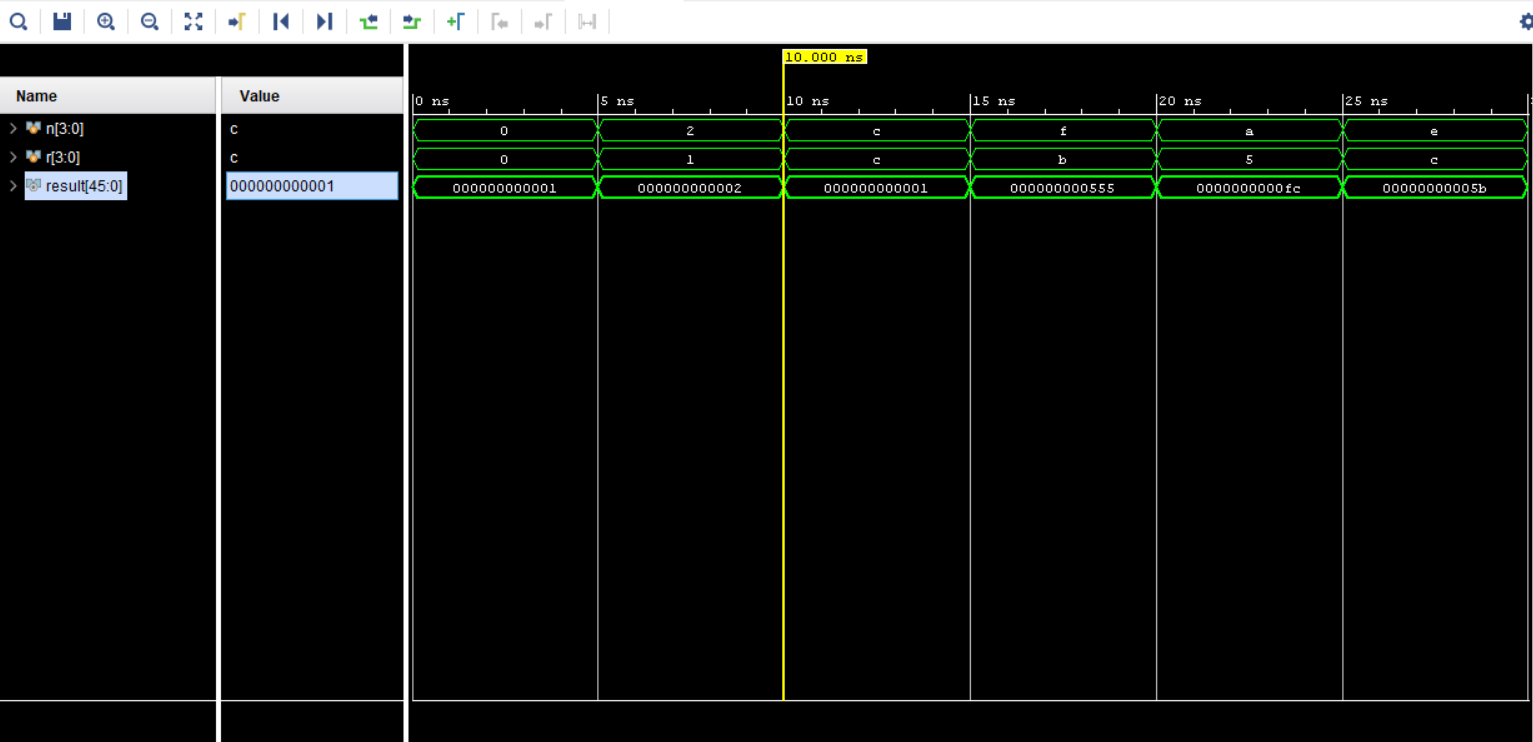 10.000 ns
Name Value 0 ns 5 ns 10 ns 15 ns 20 ns 25 ns
n[3:0] c 0 2 c f a e
r[3:0] c 0 1 c b 5 c
result[45:0] 000000000001 000000000001 000000000002 000000000001 000000000555 0000000000fc 00000000005b